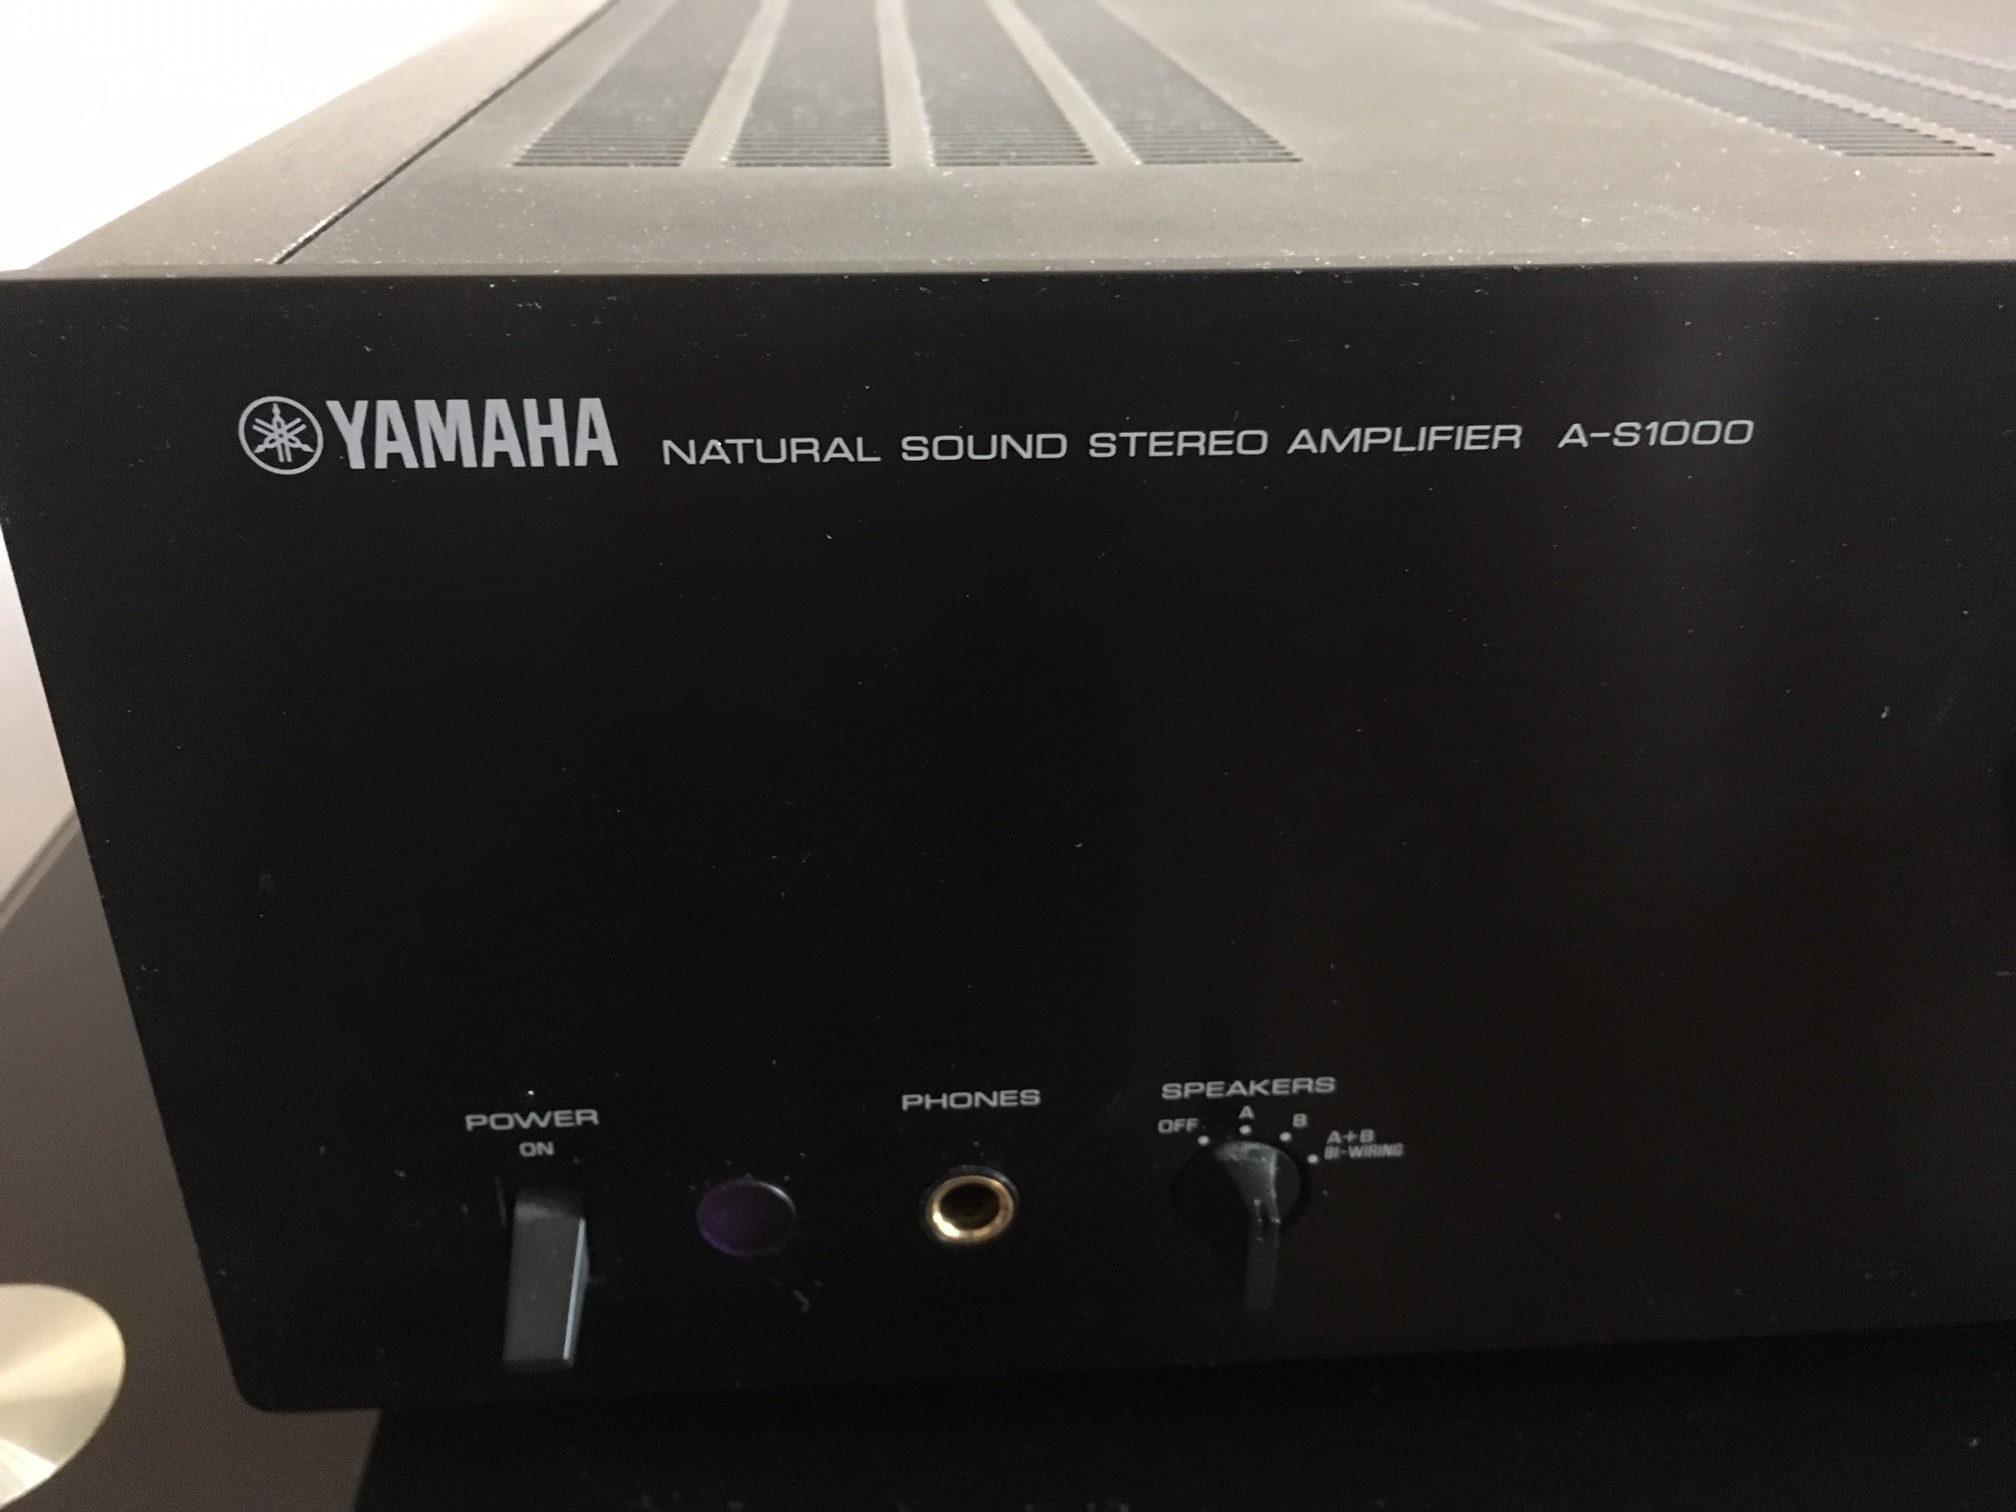 YAMAHA NATURAL SOUND STEREO AMPLIFIER A-S1000
POWER
ON
PHONES
SPEAKERS
OFF
A
B
A+B
BI-WIRING